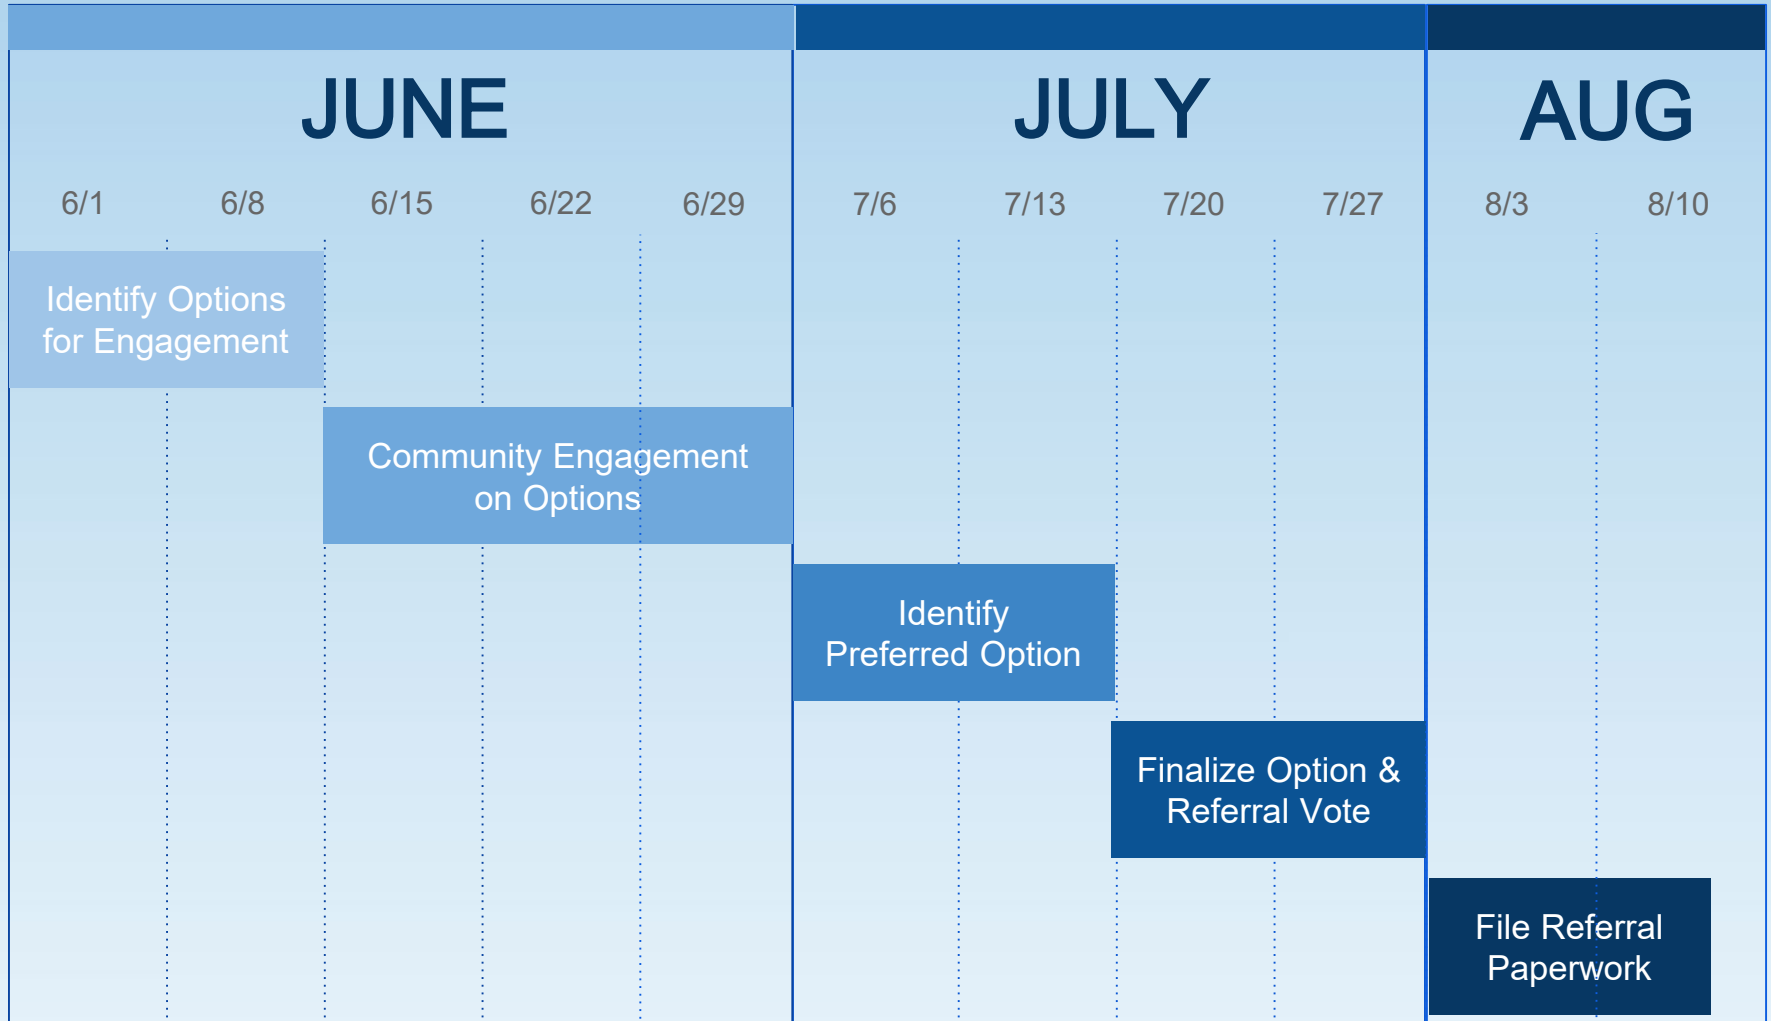 JUNE
JULY
AUG
6/1 6/8 6/15 6/22 6/29 7/6 7/13 7/20 7/27 8/3 8/10
Identify Options
for Engagement
Community Engagement
on Options
Identify
Preferred Option
Finalize Option &
Referral Vote
File Referral
Paperwork